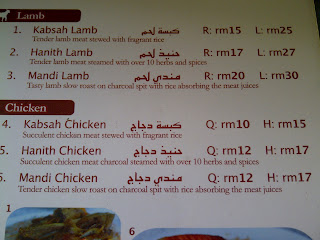 Lamb
1. Kabsah Lamb كبسة لحم R: rm15 L: rm25
Tender lamb meat stewed with fragrant rice
2. Hanith Lamb حنيذ لحم R: rm17 L: rm27
Tender lamb meat steamed with over 10 herbs and spices
3. Mandi Lamb مندي لحم R: rm20 L: rm30
Tasty lamb slow roast on charcoal spit with rice absorbing the meat juices
Chicken
4. Kabsah Chicken كبسة دجاج Q: rm10 H: rm15
Succulent chicken meat stewed with fragrant rice
5. Hanith Chicken حنيذ دجاج Q: rm12 H: rm17
Succulent chicken meat charcoal steamed with over 10 herbs and spices
Mandi Chicken مندي دجاج Q: rm12 H: rm17
Tender chicken slow roast on charcoal spit with rice absorbing the meat juices
1
6